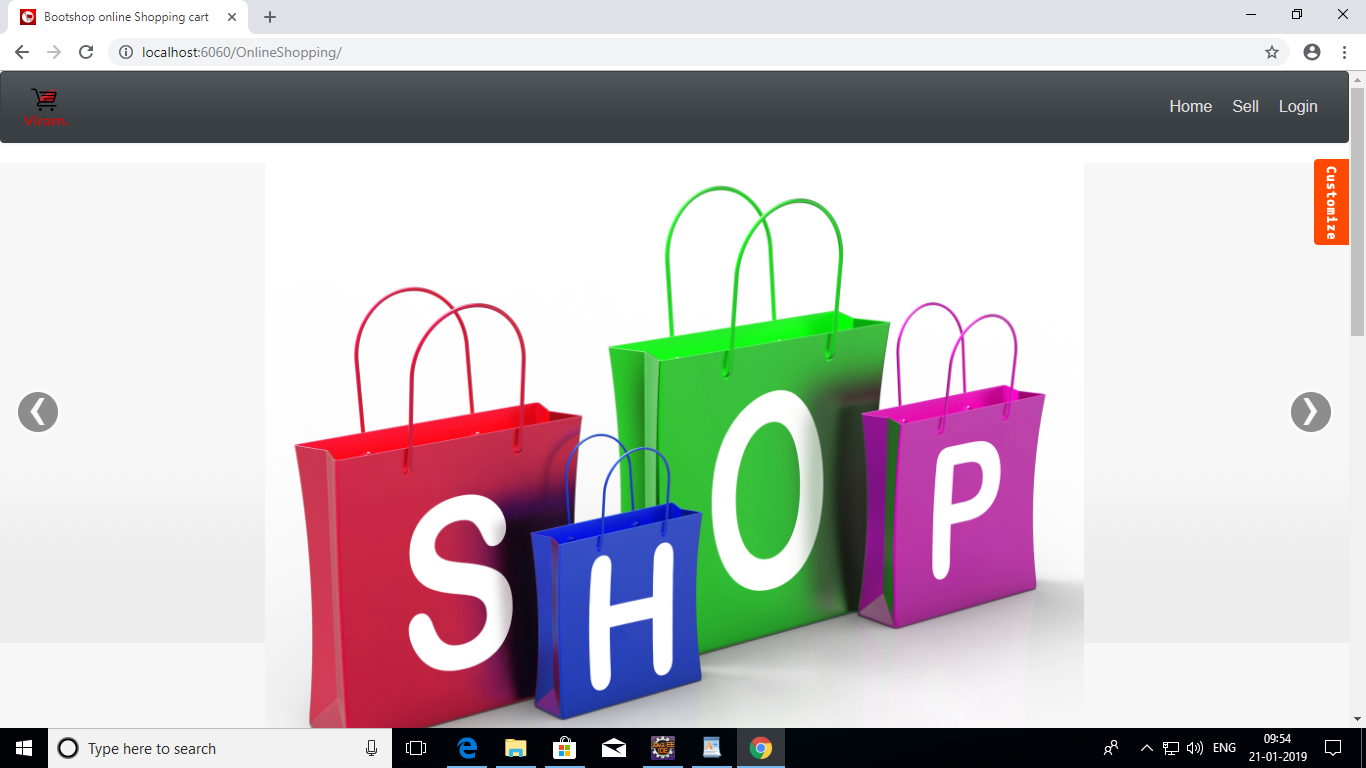 Bootshop online Shopping cart
localhost:6060/OnlineShopping/
Viram.
Home Sell Login
Customize
S H O P
Type here to search
ENG
09:54
21-01-2019